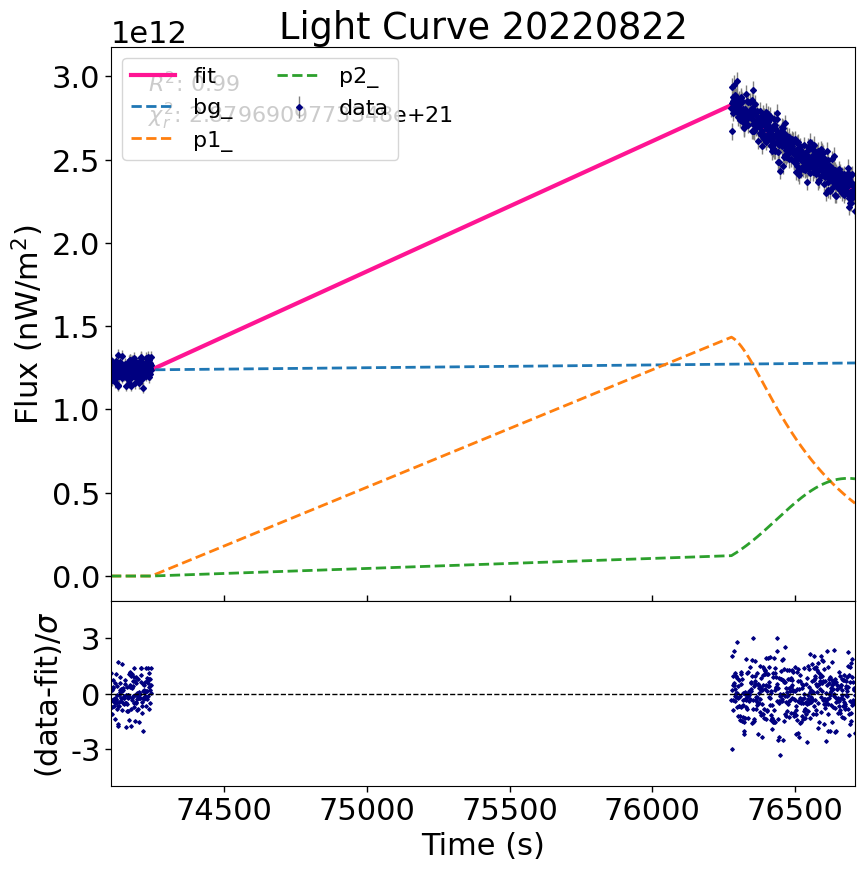 Light Curve 20220822
1e12
fit
bg_
p1_
p2_
data
R²: 0.99
e+21
Flux (nW/m²)
3.0
2.5
2.0
1.5
1.0
0.5
0.0
(data-fit)/σ
3
0
-3
74500 75000 75500 76000 76500
Time (s)